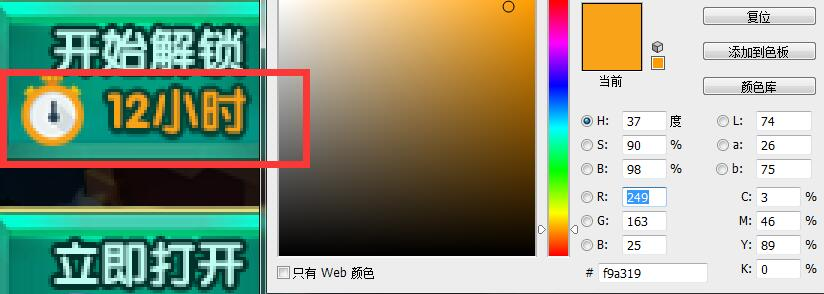 开始解锁
12小时
立即打开
当前
复位
添加到色板
颜色库
H: 37 度
S: 90 %
B: 98 %
R: 249
G: 163
B: 25
# f9a319
L: 74
a: 26
b: 75
C: 3 %
M: 46 %
Y: 89 %
K: 0 %
只有 Web 颜色